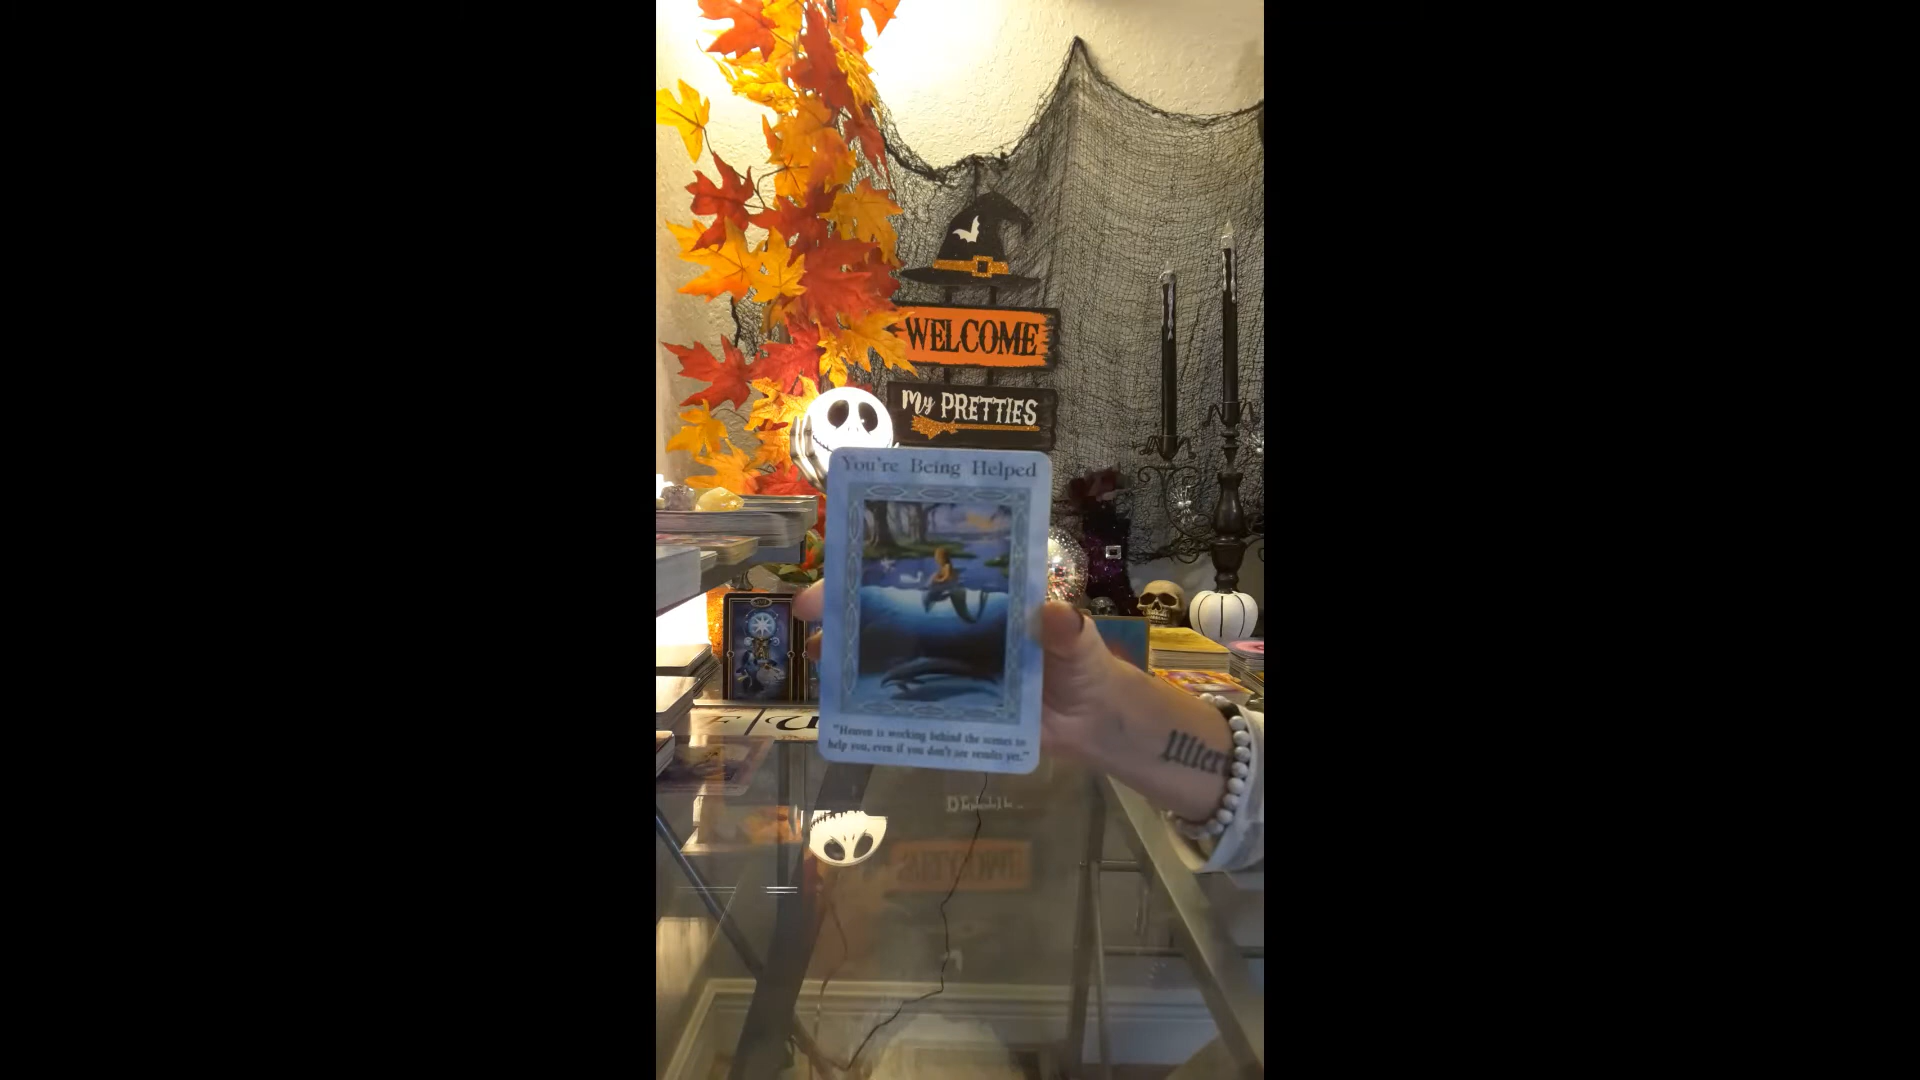 WELCOME
My PRETTIES
You're Being Helped
"Heaven is working behind the scenes to
help you, even if you don't see results yet."